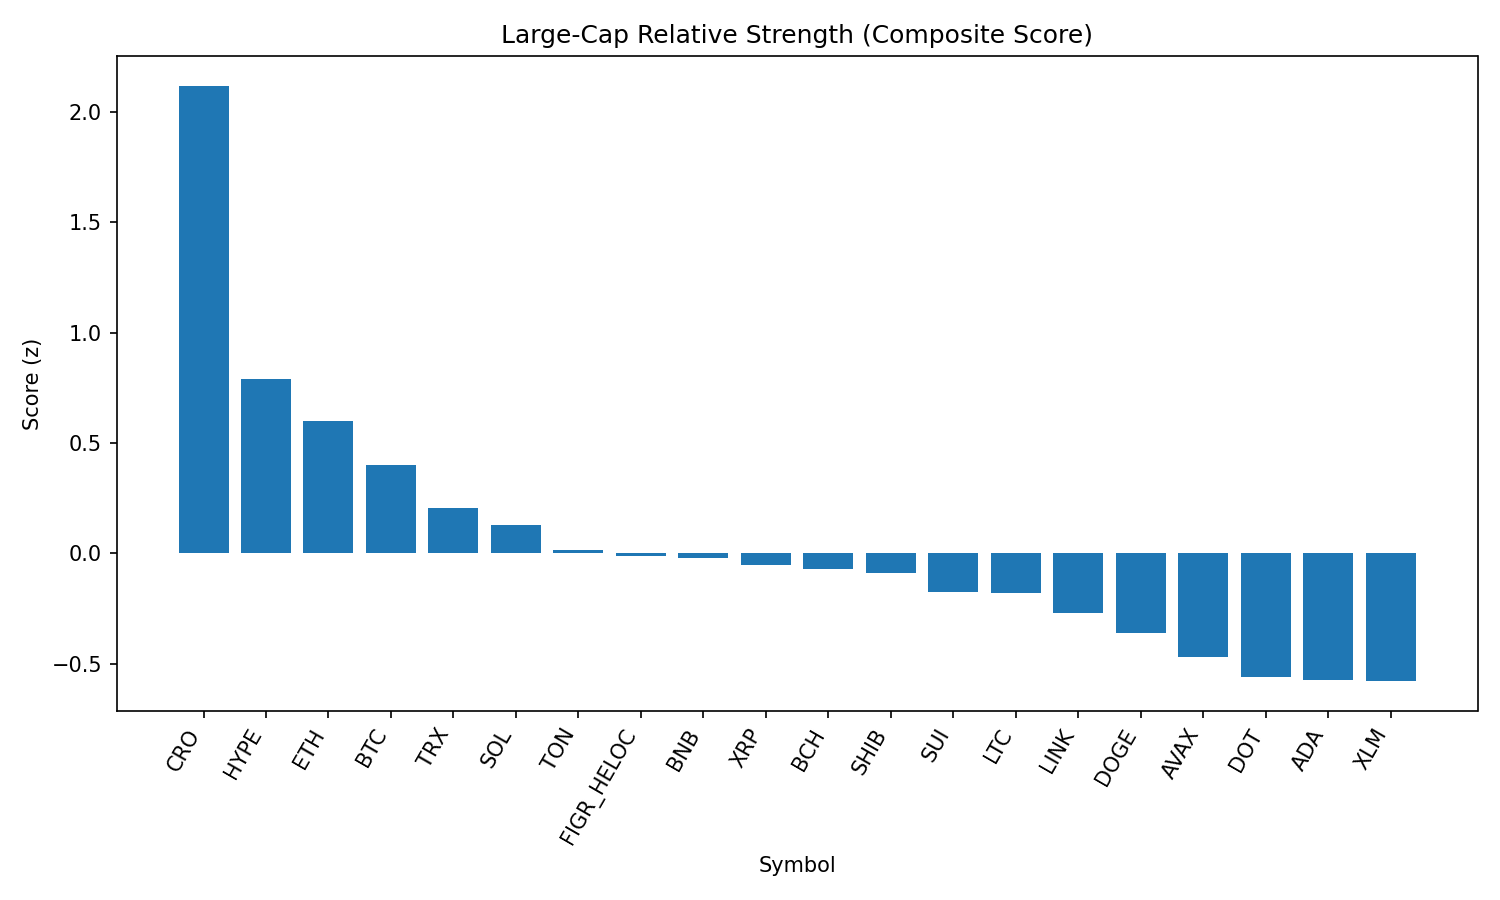 Large-Cap Relative Strength (Composite Score)
Score (z)
2.0
1.5
1.0
0.5
0.0
−0.5
CRO
HYPE
ETH
BTC
TRX
SOL
TON
FIGR_HELOC
BNB
XRP
BCH
SHIB
SUI
LTC
LINK
DOGE
AVAX
DOT
ADA
XLM
Symbol